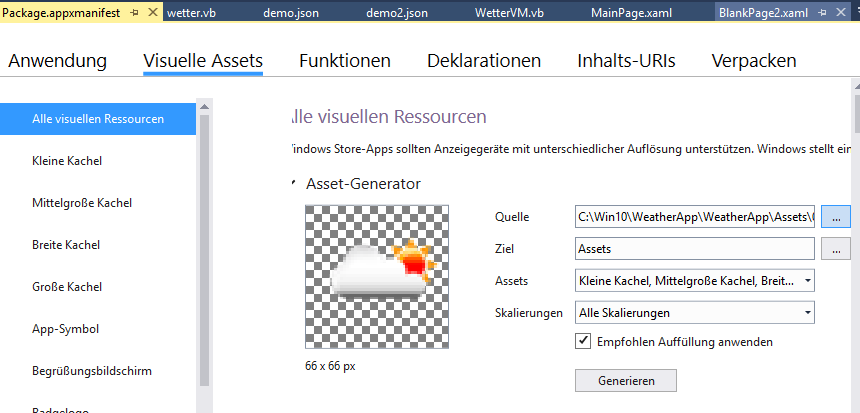 Package.appxmanifest wetter.vb demo.json demo2.json WetterVM.vb MainPage.xaml BlankPage2.xaml
Anwendung Visuelle Assets Funktionen Deklarationen Inhalts-URIs Verpacken
Alle visuellen Ressourcen
Kleine Kachel
Mittelgroße Kachel
Breite Kachel
Große Kachel
App-Symbol
Begrüßungsbildschirm
lle visuellen Ressourcen
indows Store-Apps sollten Anzeigegeräte mit unterschiedlicher Auflösung unterstützen. Windows stellt ein
Asset-Generator
Quelle C:\Win10\WeatherApp\WeatherApp\Assets\ ...
Ziel Assets ...
Assets Kleine Kachel, Mittelgroße Kachel, Breit...
Skalierungen Alle Skalierungen
Empfohlen Auffüllung anwenden
66 x 66 px
Generieren